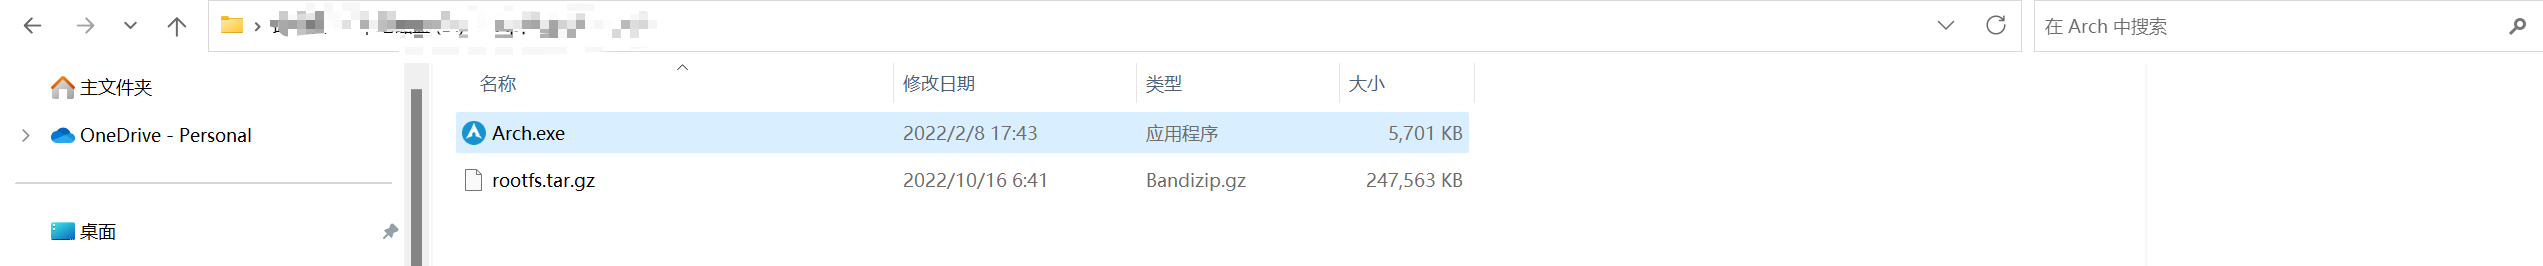 在 Arch 中搜索
主文件夹
名称 修改日期 类型 大小
OneDrive - Personal
Arch.exe 2022/2/8 17:43 应用程序 5,701 KB
rootfs.tar.gz 2022/10/16 6:41 Bandizip.gz 247,563 KB
桌面